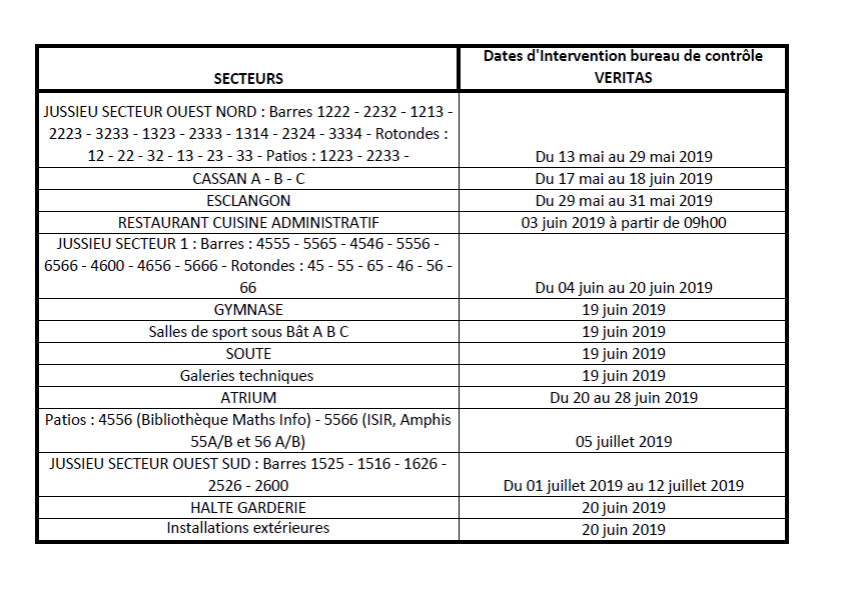 SECTEURS
Dates d'Intervention bureau de contrôle
VERITAS
JUSSIEU SECTEUR OUEST NORD : Barres 1222 - 2232 - 1213 -
2223 - 3233 - 1323 - 2333 - 1314 - 2324 - 3334 - Rotondes :
12 - 22 - 32 - 13 - 23 - 33 - Patios : 1223 - 2233 -
Du 13 mai au 29 mai 2019
CASSAN A - B - C
Du 17 mai au 18 juin 2019
ESCLANGON
Du 29 mai au 31 mai 2019
RESTAURANT CUISINE ADMINISTRATIF
03 juin 2019 à partir de 09h00
JUSSIEU SECTEUR 1 : Barres : 4555 - 5565 - 4546 - 5556 -
6566 - 4600 - 4656 - 5666 - Rotondes : 45 - 55 - 65 - 46 - 56 -
66
Du 04 juin au 20 juin 2019
GYMNASE
19 juin 2019
Salles de sport sous Bât A B C
19 juin 2019
SOUTE
19 juin 2019
Galeries techniques
19 juin 2019
ATRIUM
Du 20 au 28 juin 2019
Patios : 4556 (Bibliothèque Maths Info) - 5566 (ISIR, Amphis
55A/B et 56 A/B)
05 juillet 2019
JUSSIEU SECTEUR OUEST SUD : Barres 1525 - 1516 - 1626 -
2526 - 2600
Du 01 juillet 2019 au 12 juillet 2019
HALTE GARDERIE
20 juin 2019
Installations extérieures
20 juin 2019